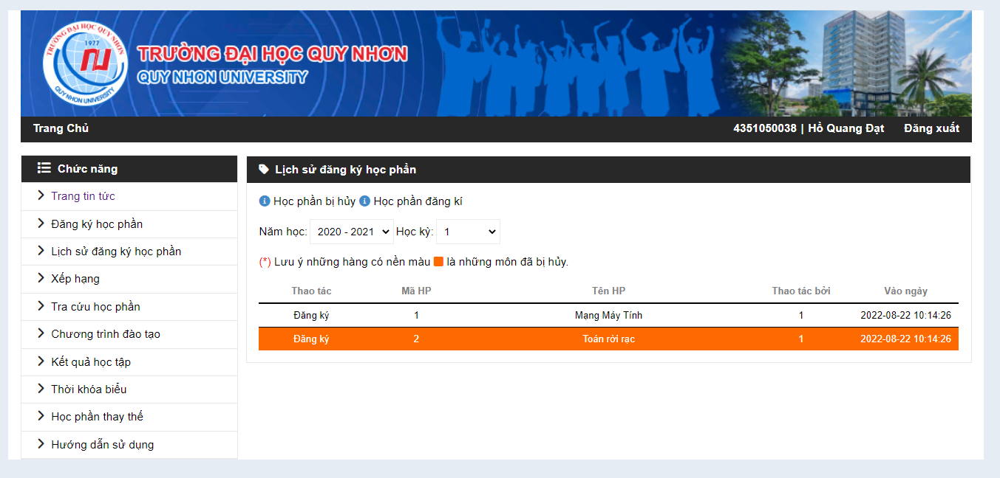 TRƯỜNG ĐẠI HỌC QUY NHƠN
1977
QUY NHON UNIVERSITY
TRƯỜNG ĐẠI HỌC QUY NHƠN
QUY NHON UNIVERSITY
Trang Chủ 4351050038 | Hồ Quang Đạt Đăng xuất
Chức năng
Trang tin tức
Đăng ký học phần
Lịch sử đăng ký học phần
Xếp hạng
Tra cứu học phần
Chương trình đào tạo
Kết quả học tập
Thời khóa biểu
Học phần thay thế
Hướng dẫn sử dụng
Lịch sử đăng ký học phần
Học phần bị hủy Học phần đăng kí
Năm học: 2020 - 2021 Học kỳ: 1
(*) Lưu ý những hàng có nền màu là những môn đã bị hủy.
Thao tác Mã HP Tên HP Thao tác bởi Vào ngày
Đăng ký 1 Mạng Máy Tính 1 2022-08-22 10:14:26
Đăng ký 2 Toán rời rạc 1 2022-08-22 10:14:26